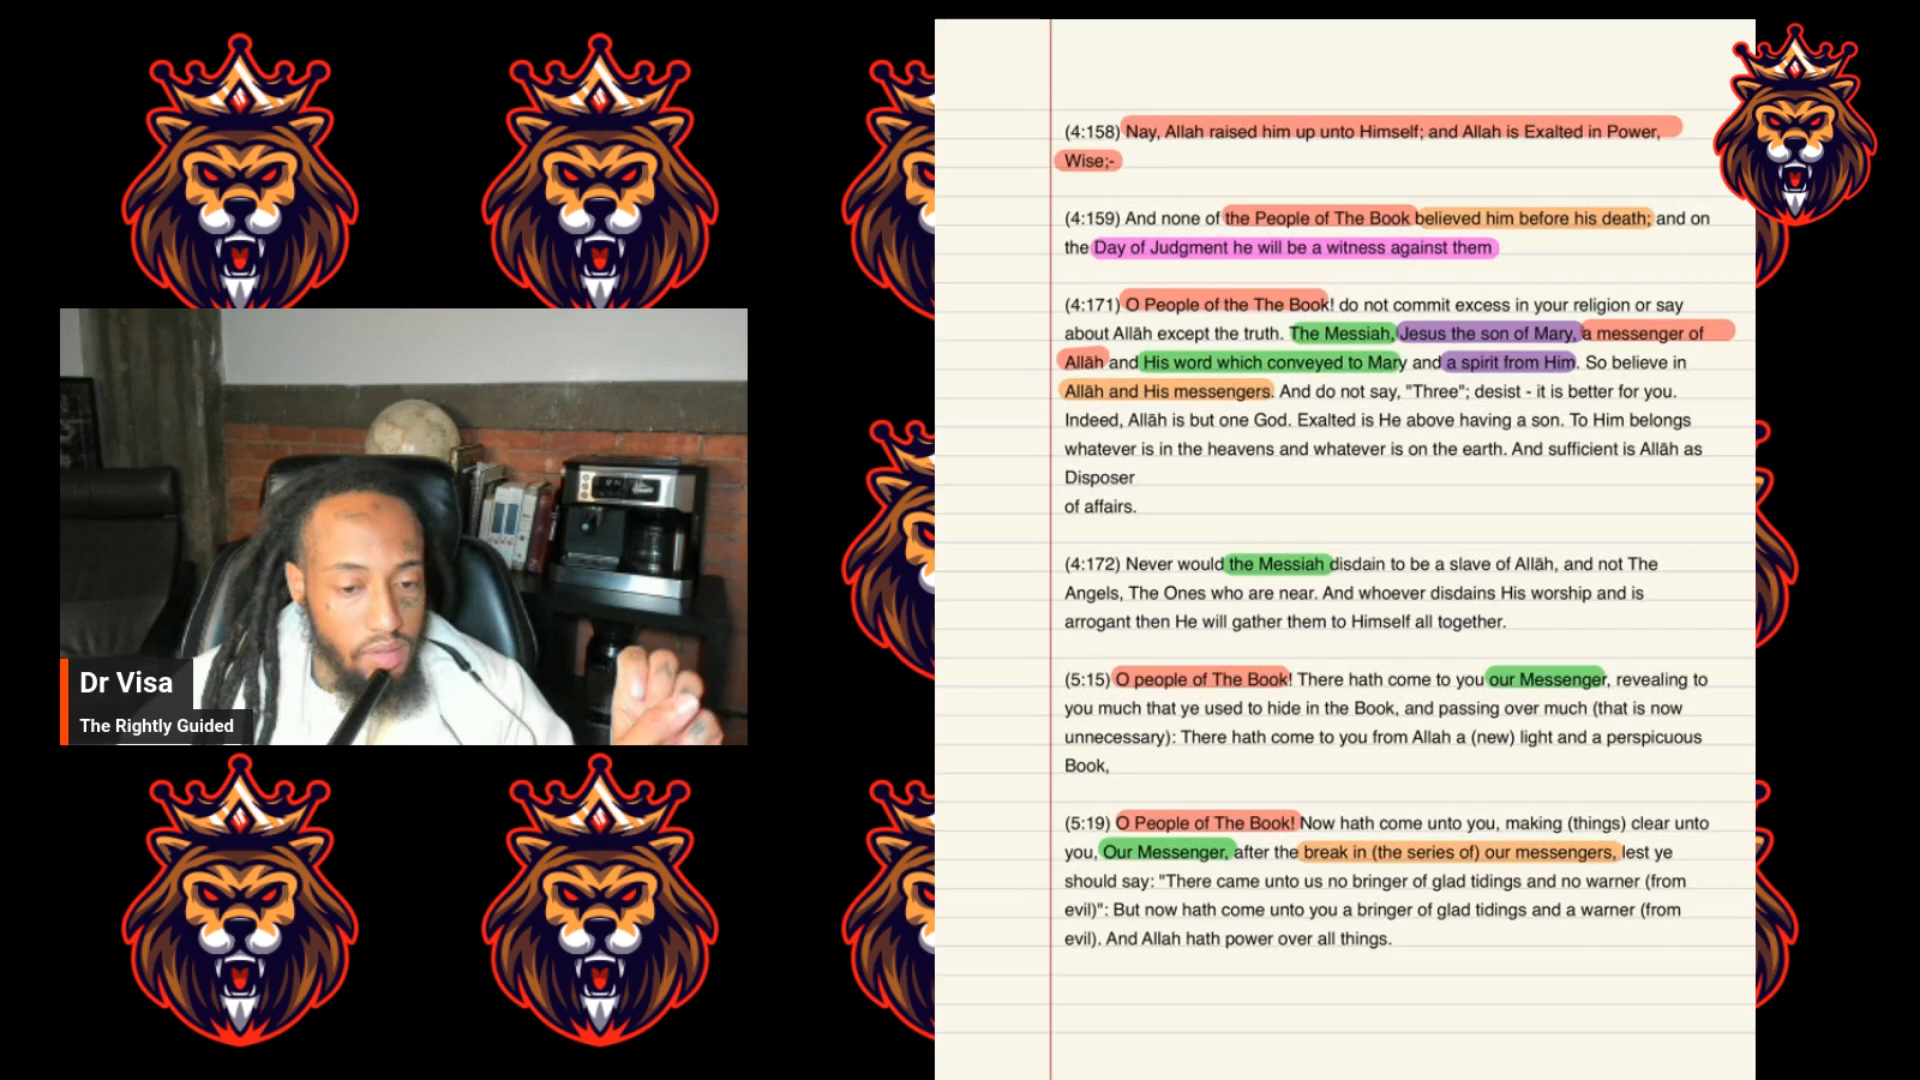 (4:158) Nay, Allah raised him up unto Himself; and Allah is Exalted in Power,
Wise;-
(4:159) And none of the People of The Book believed him before his death; and on
the Day of Judgment he will be a witness against them
(4:171) O People of the The Book! do not commit excess in your religion or say
about Allāh except the truth. The Messiah, Jesus the son of Mary, a messenger of
Allāh and His word which conveyed to Mary and a spirit from Him. So believe in
Allāh and His messengers. And do not say, "Three"; desist - it is better for you.
Indeed, Allāh is but one God. Exalted is He above having a son. To Him belongs
whatever is in the heavens and whatever is on the earth. And sufficient is Allāh as
Disposer
of affairs.
(4:172) Never would the Messiah disdain to be a slave of Allāh, and not The
Angels, The Ones who are near. And whoever disdains His worship and is
arrogant then He will gather them to Himself all together.
(5:15) O people of The Book! There hath come to you our Messenger, revealing to
you much that ye used to hide in the Book, and passing over much (that is now
unnecessary): There hath come to you from Allah a (new) light and a perspicuous
Book,
(5:19) O People of The Book! Now hath come unto you, making (things) clear unto
you, Our Messenger, after the break in (the series of) our messengers, lest ye
should say: "There came unto us no bringer of glad tidings and no warner (from
evil)": But now hath come unto you a bringer of glad tidings and a warner (from
evil). And Allah hath power over all things.
Dr Visa
The Rightly Guided